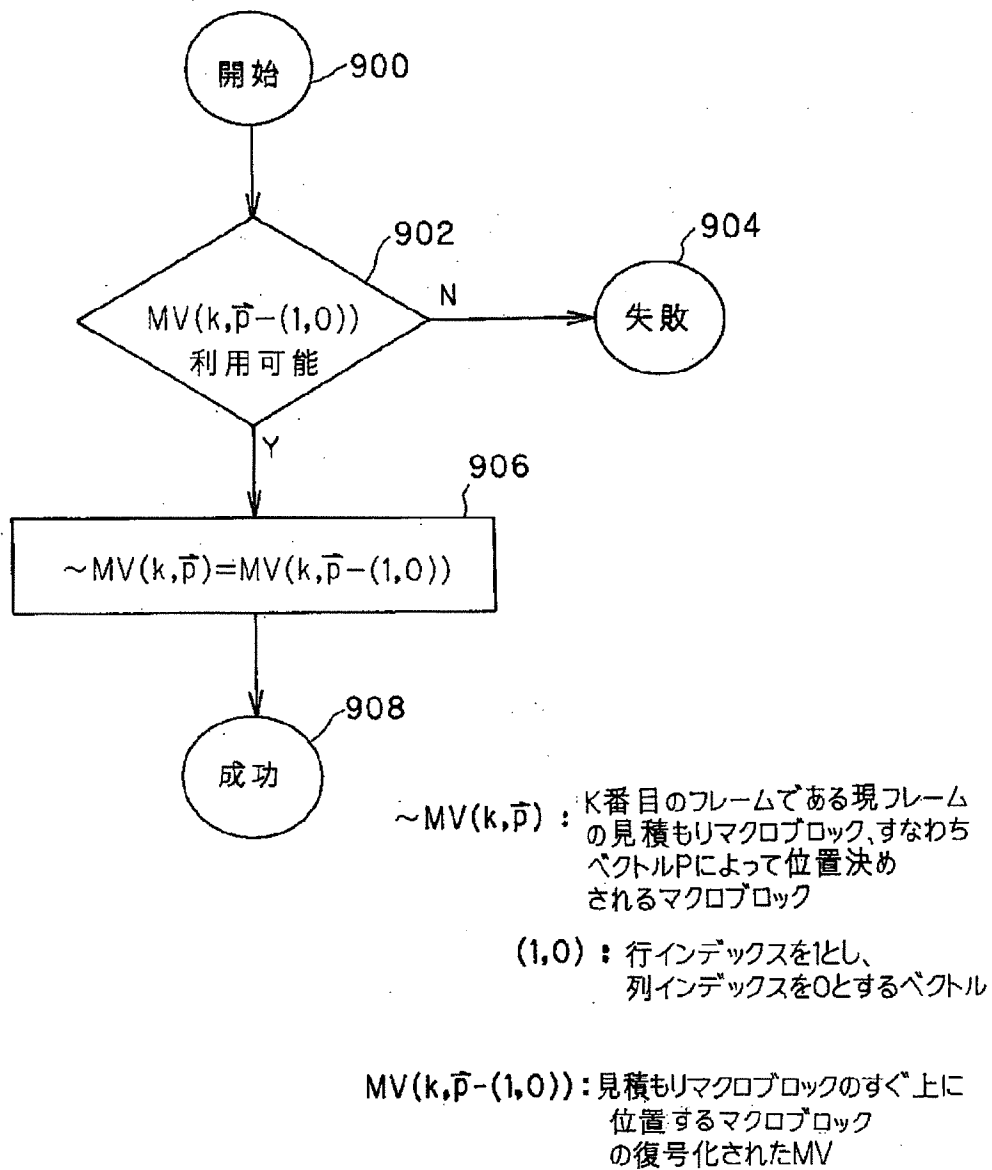 開始
900
902
904
MV(k,p⃗-(1,0))
利用可能
N
失敗
Y
906
~MV(k,p⃗)=MV(k,p⃗-(1,0))
908
成功
~MV(k,p⃗): K番目のフレームである現フレーム
の見積もりマクロブロック、すなわち
ベクトルPによって位置決め
されるマクロブロック
(1,0): 行インデックスを1とし、
列インデックスを0とするベクトル
MV(k,p⃗-(1,0)):見積もりマクロブロックのすぐ上に
位置するマクロブロック
の復号化されたMV